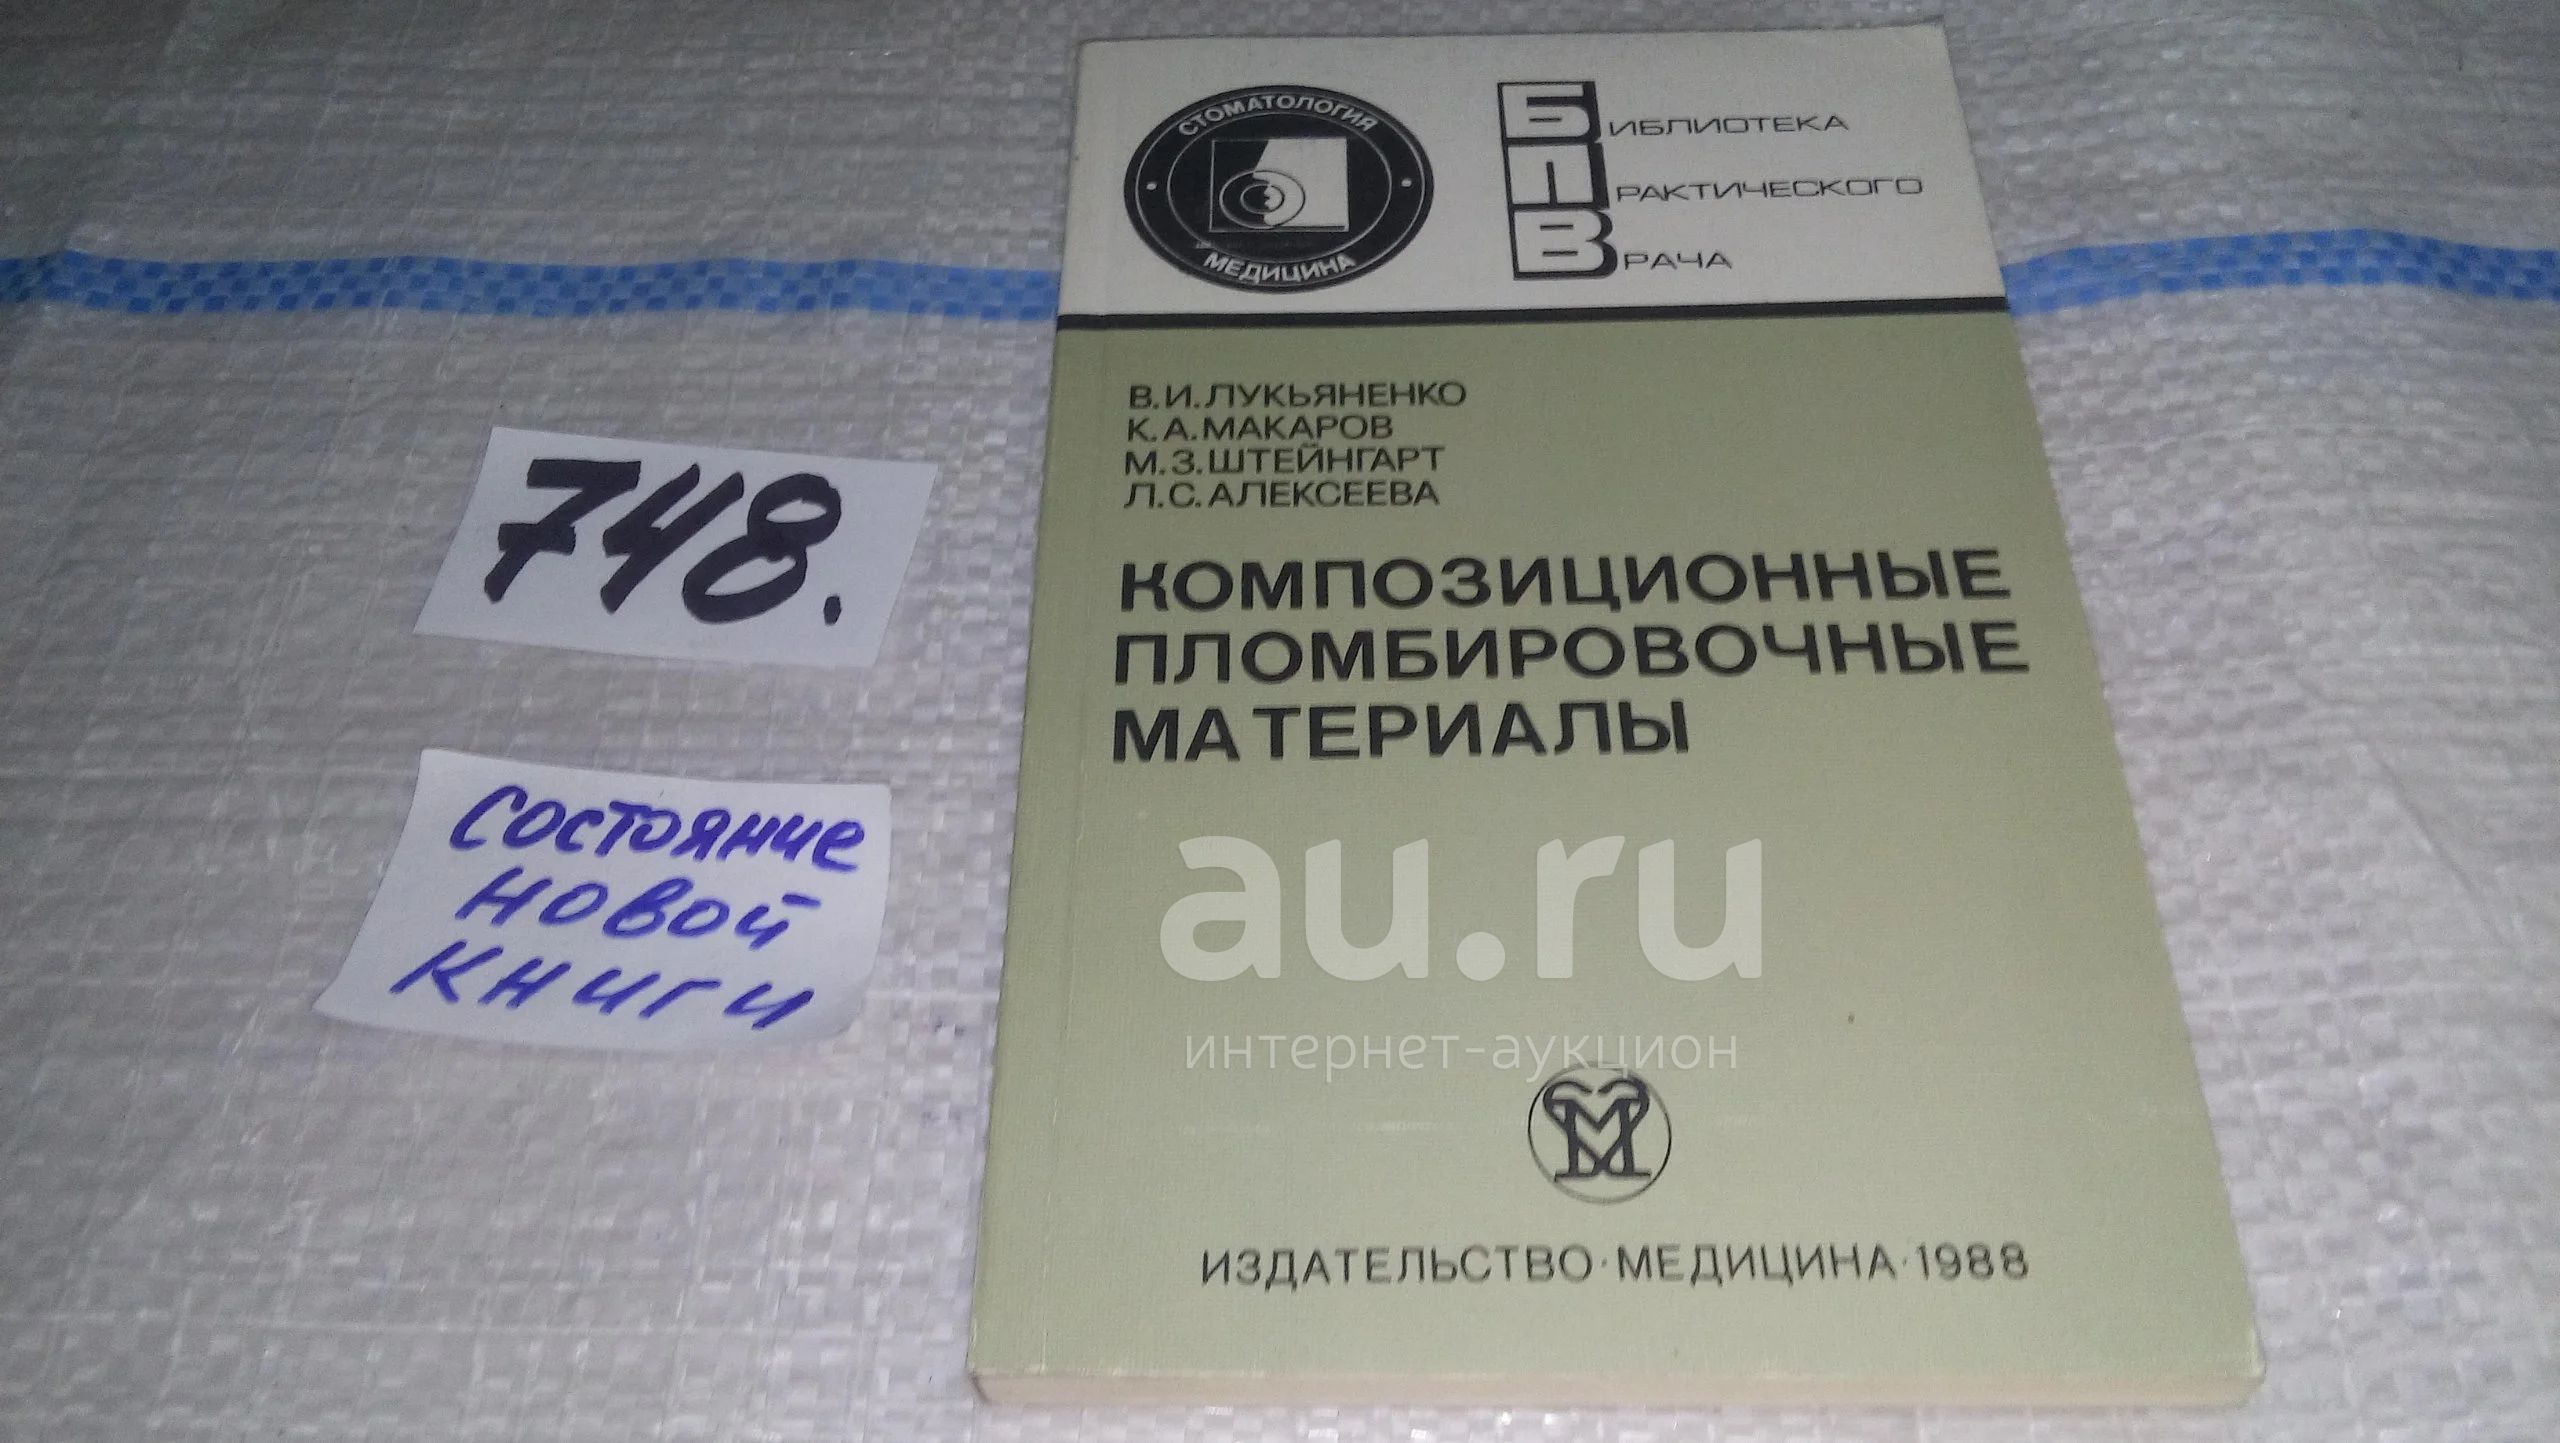 СТОМАТОЛОГИЯ
МЕДИЦИНА
БИБЛИОТЕКА
ПРАКТИЧЕСКОГО
ВРАЧА
В.И.ЛУКЬЯНЕНКО
К.А.МАКАРОВ
М.З.ШТЕЙНГАРТ
Л.С.АЛЕКСЕЕВА
КОМПОЗИЦИОННЫЕ
ПЛОМБИРОВОЧНЫЕ
МАТЕРИАЛЫ
ИЗДАТЕЛЬСТВО·МЕДИЦИНА·1988
748.
состояние
новой
книги
au.ru
интернет-аукцион